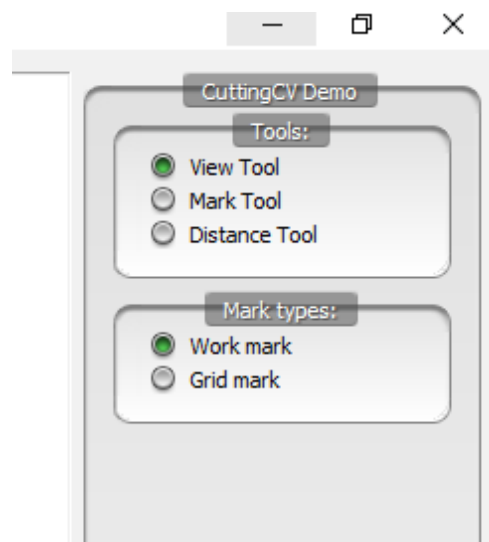 CuttingCV Demo
Tools:
View Tool
Mark Tool
Distance Tool
Mark types:
Work mark
Grid mark